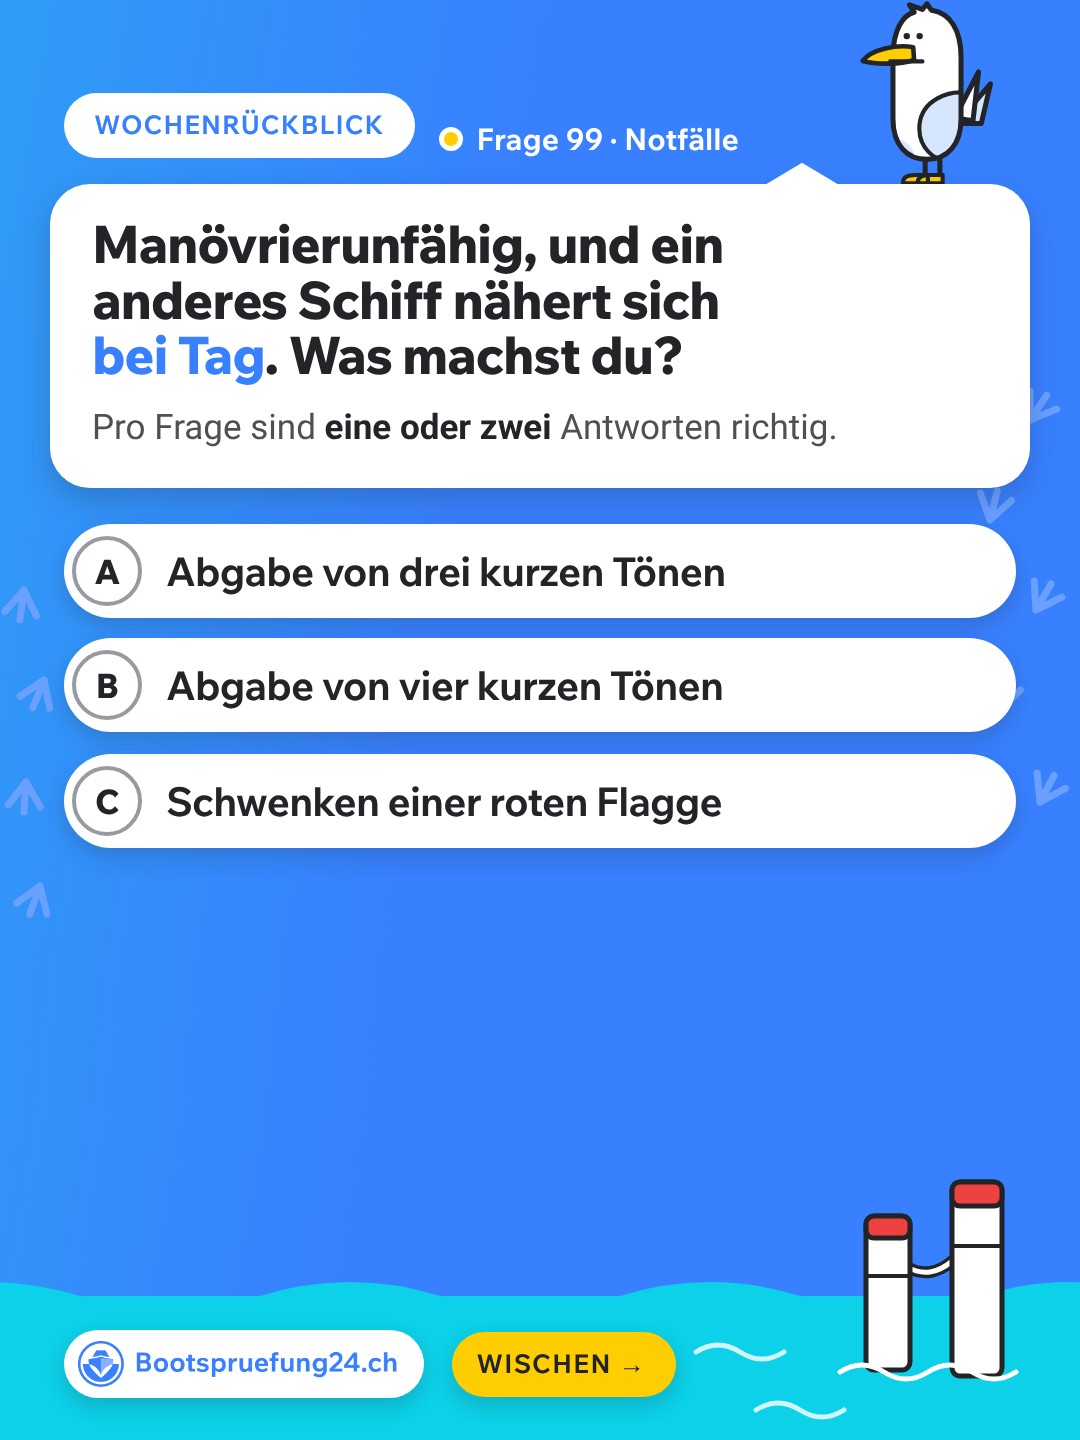 WOCHENRÜCKBLICK
Frage 99 · Notfälle
Manövrierunfähig, und ein
anderes Schiff nähert sich
bei Tag. Was machst du?
Pro Frage sind eine oder zwei Antworten richtig.
A Abgabe von drei kurzen Tönen
B Abgabe von vier kurzen Tönen
C Schwenken einer roten Flagge
Bootspruefung24.ch
WISCHEN →